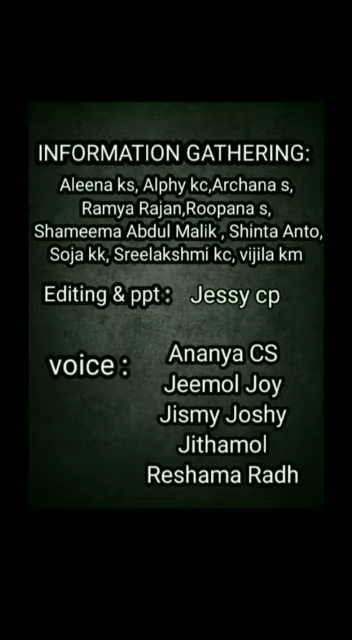 INFORMATION GATHERING:
Aleena ks, Alphy kc,Archana s,
Ramya Rajan,Roopana s,
Shameema Abdul Malik , Shinta Anto,
Soja kk, Sreelakshmi kc, vijila km
Editing & ppt : Jessy cp
voice : Ananya CS
Jeemol Joy
Jismy Joshy
Jithamol
Reshama Radh